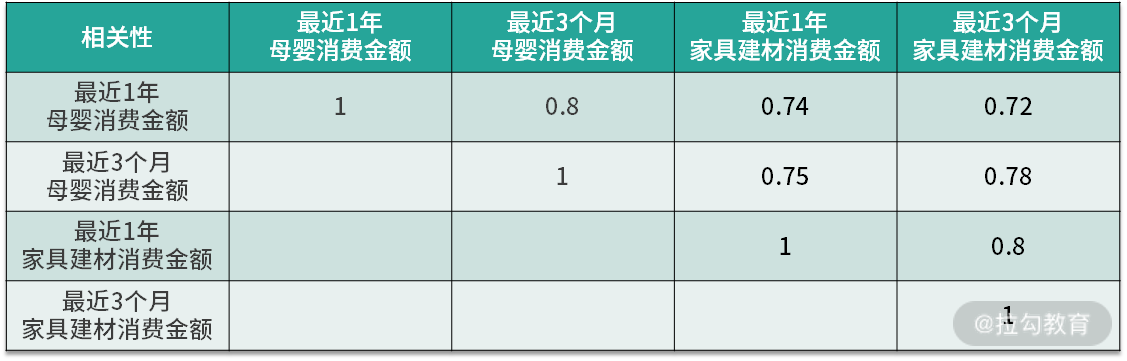 相关性
最近1年
母婴消费金额
最近3个月
母婴消费金额
最近1年
家具建材消费金额
最近3个月
家具建材消费金额
最近1年
母婴消费金额
1
0.8
0.74
0.72
最近3个月
母婴消费金额
1
0.75
0.78
最近1年
家具建材消费金额
1
0.8
最近3个月
家具建材消费金额
1
@拉勾教育